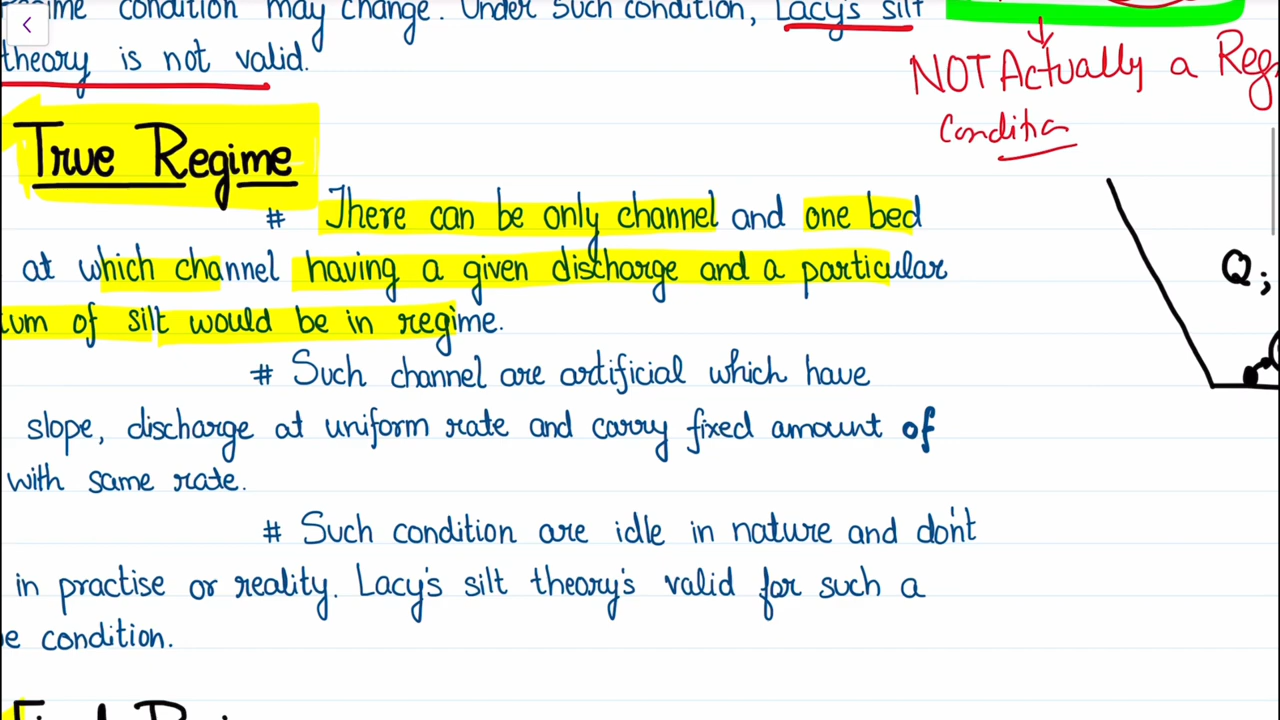 condition may change. Under such condition, Lacy's silt
theory is not valid.
NOT Actually a Reg
Conditin
True Regime
# There can be only channel and one bed
at which channel having a given discharge and a particular
um of silt would be in regime.
Q;
# Such channel are artificial which have
slope, discharge at uniform rate and carry fixed amount of
with same rate.
# Such condition are idle in nature and don't
in practise or reality. Lacy's silt theory's valid for such a
e condition.